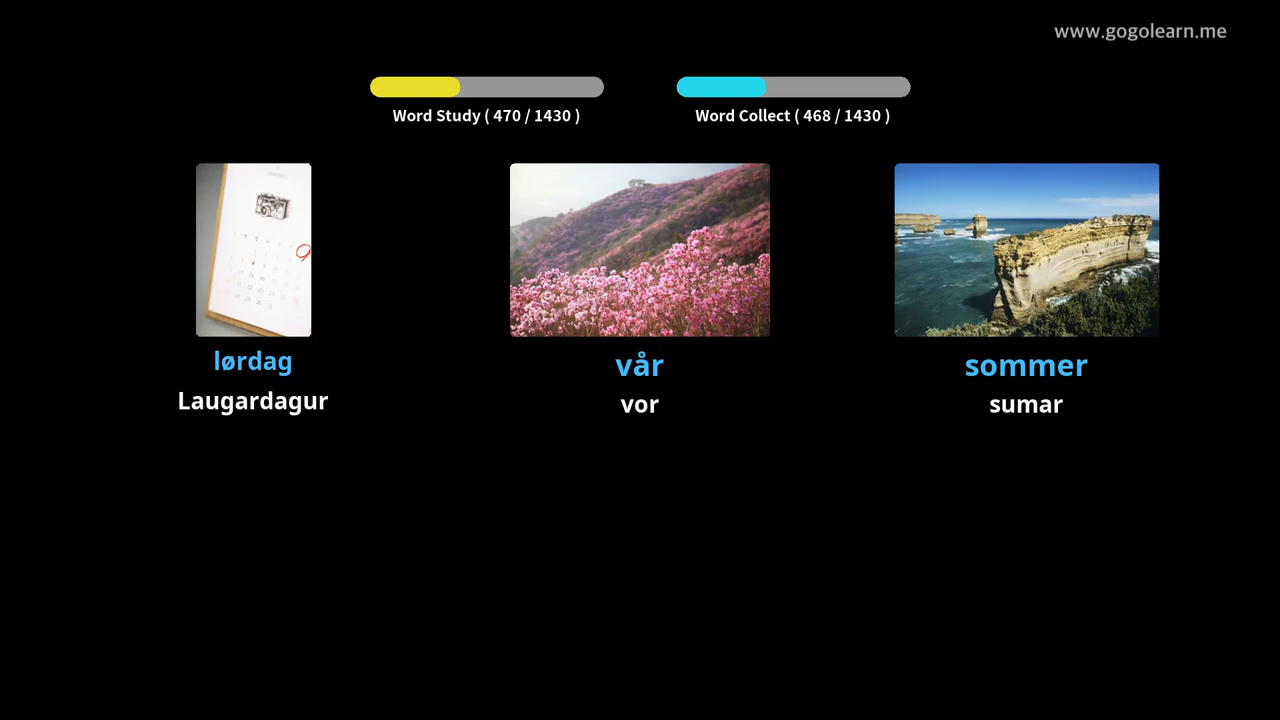 www.gogolearn.me
Word Study ( 470 / 1430 )
Word Collect ( 468 / 1430 )
lørdag
vår
sommer
Laugardagur
vor
sumar